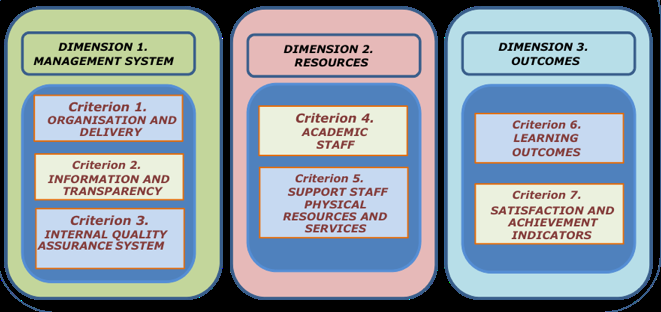 DIMENSION 1.
MANAGEMENT SYSTEM
Criterion 1.
ORGANISATION AND
DELIVERY
Criterion 2.
INFORMATION AND
TRANSPARENCY
Criterion 3.
INTERNAL QUALITY
ASSURANCE SYSTEM
DIMENSION 2.
RESOURCES
Criterion 4.
ACADEMIC
STAFF
Criterion 5.
SUPPORT STAFF
PHYSICAL
RESOURCES AND
SERVICES
DIMENSION 3.
OUTCOMES
Criterion 6.
LEARNING
OUTCOMES
Criterion 7.
SATISFACTION AND
ACHIEVEMENT
INDICATORS